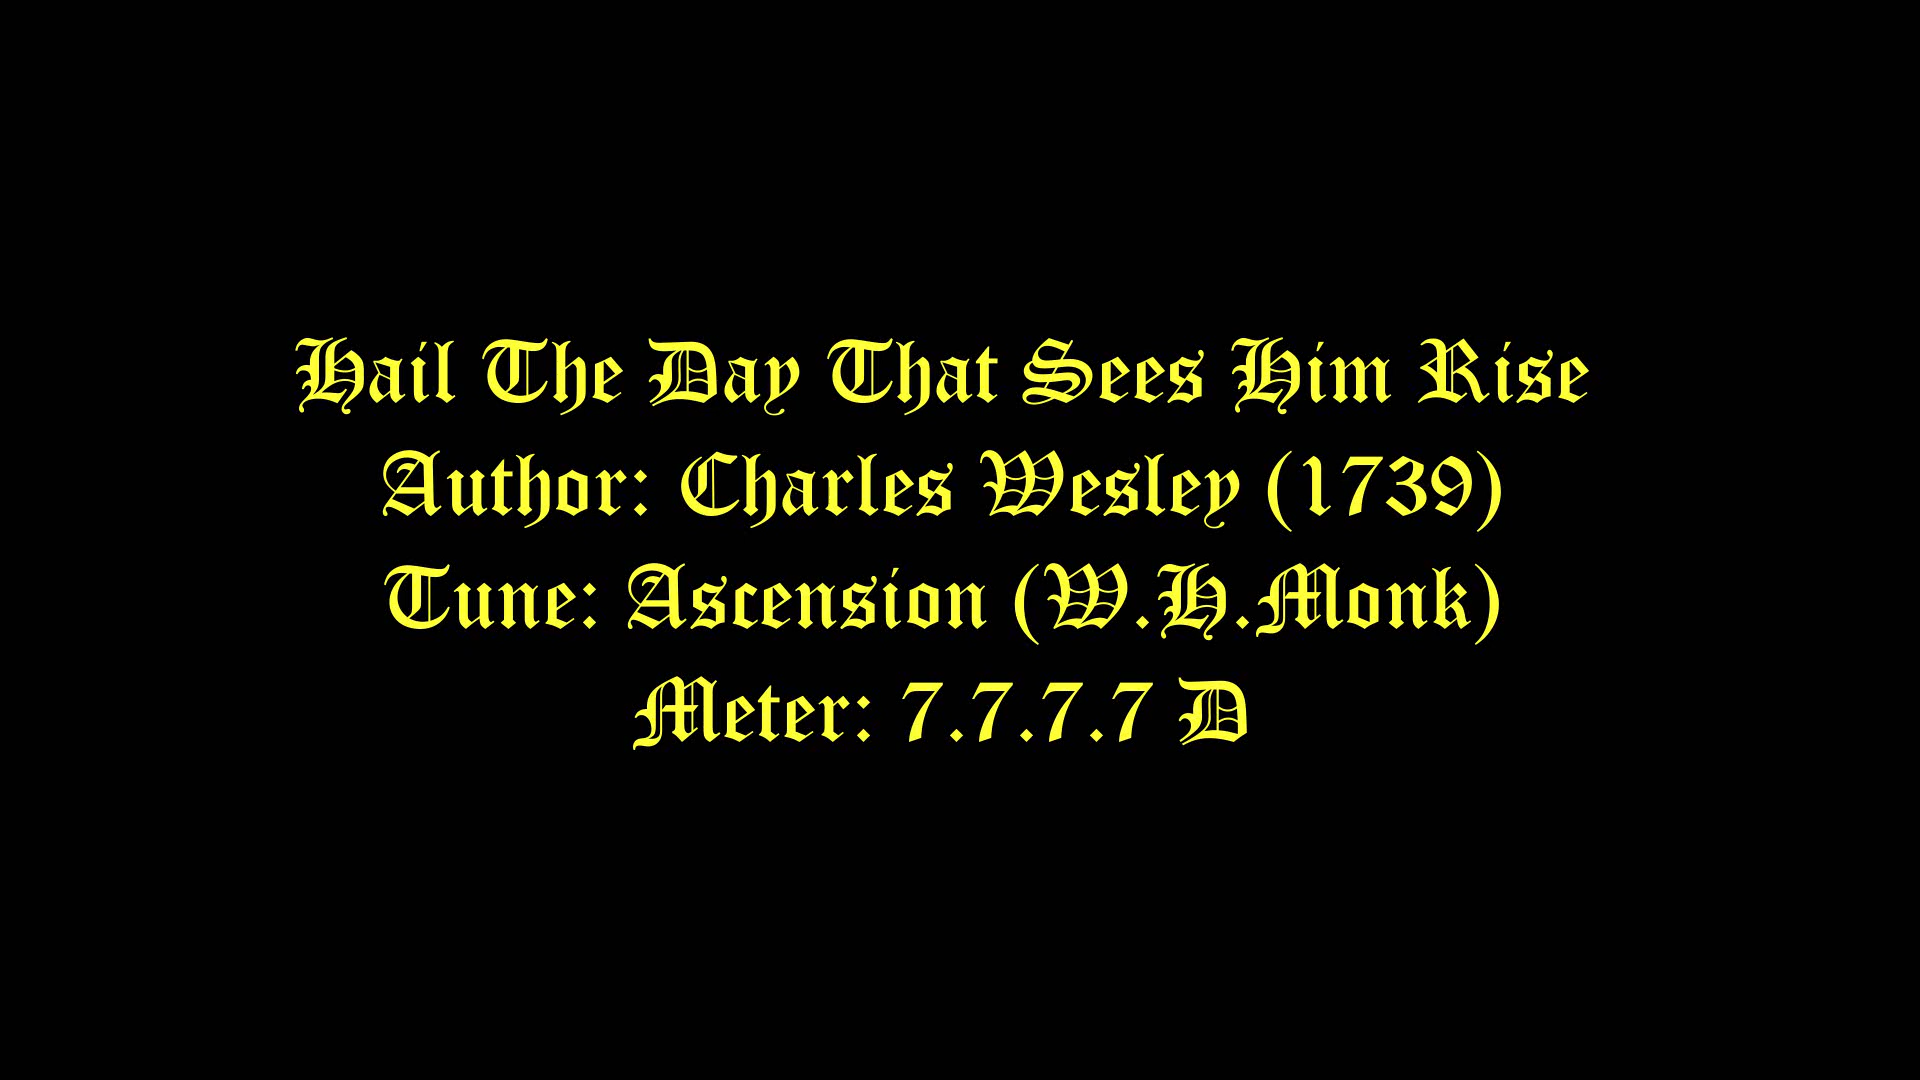 Hail The Day That Sees Him Rise
Author: Charles Wesley (1739)
Tune: Ascension (W.H.Monk)
Meter: 7.7.7.7 D